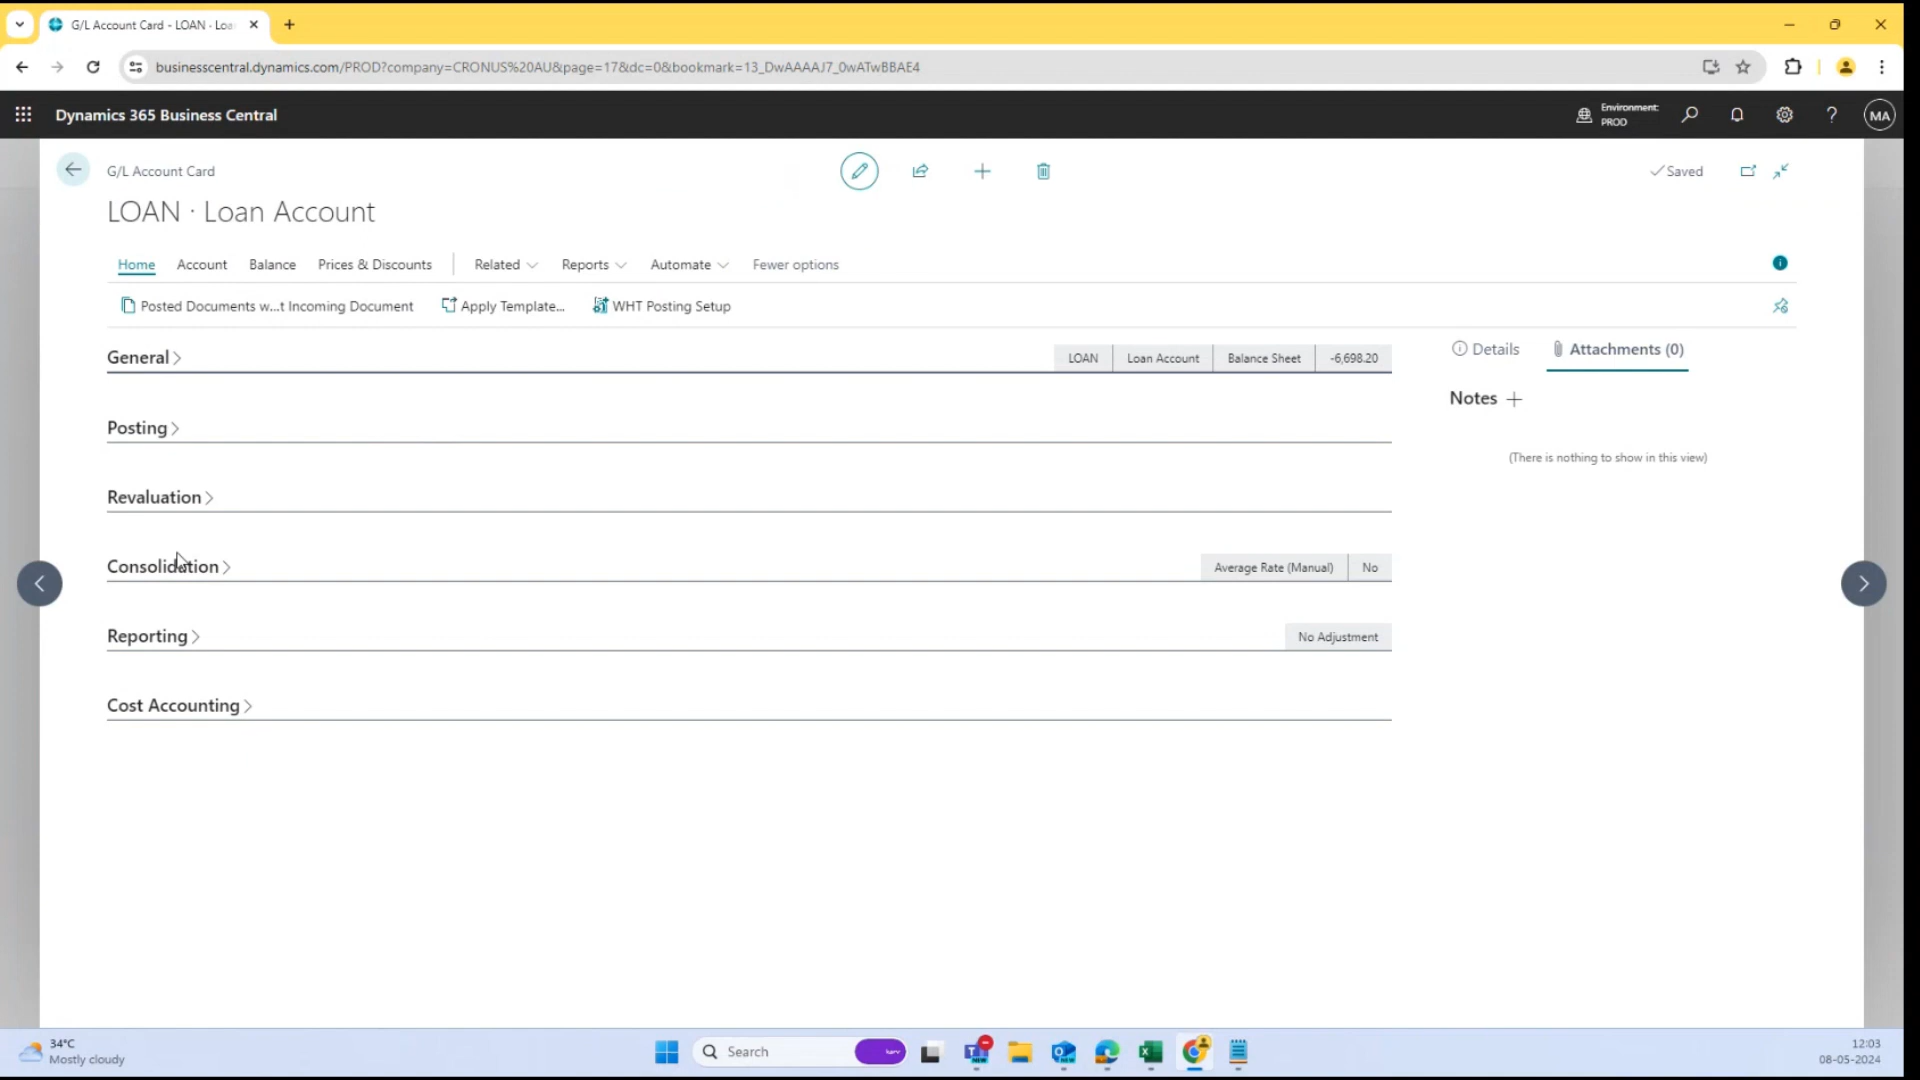 G/L Account Card - LOAN · Loa
businesscentral.dynamics.com/PROD?company=CRONUS%20AU&page=17&dc=0&bookmark=13_DwAAAAJ7_0wATwBBAE4
Dynamics 365 Business Central
Environment:
PROD
MA
G/L Account Card
Saved
LOAN · Loan Account
Home Account Balance Prices & Discounts Related Reports Automate Fewer options
Posted Documents w...t Incoming Document Apply Template... WHT Posting Setup
General LOAN Loan Account Balance Sheet -6,698.20
Details Attachments (0)
Notes
(There is nothing to show in this view)
Posting
Revaluation
Consolidation Average Rate (Manual) No
Reporting No Adjustment
Cost Accounting
34°C
Mostly cloudy
Search
12:03
08-05-2024